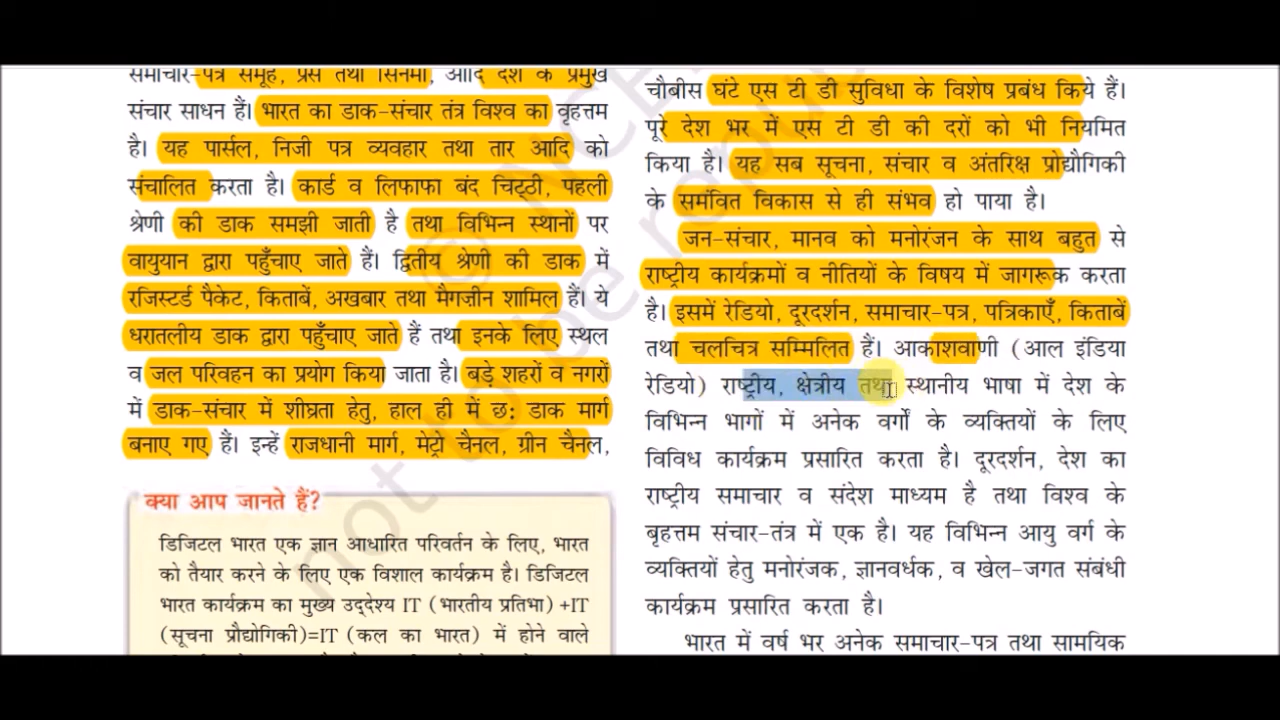 समाचार-पत्र समूह, प्रेस तथा सिनेमा, आदि देश के प्रमुख
संचार साधन हैं। भारत का डाक-संचार तंत्र विश्व का वृहत्तम
है। यह पार्सल, निजी पत्र व्यवहार तथा तार आदि को
संचालित करता है। कार्ड व लिफाफा बंद चिट्ठी, पहली
श्रेणी की डाक समझी जाती है तथा विभिन्न स्थानों पर
वायुयान द्वारा पहुँचाए जाते हैं। द्वितीय श्रेणी की डाक में
रजिस्टर्ड पैकेट, किताबें, अखबार तथा मैगज़ीन शामिल हैं। ये
धरातलीय डाक द्वारा पहुँचाए जाते हैं तथा इनके लिए स्थल
व जल परिवहन का प्रयोग किया जाता है। बड़े शहरों व नगरों
में डाक-संचार में शीघ्रता हेतु, हाल ही में छ: डाक मार्ग
बनाए गए हैं। इन्हें राजधानी मार्ग, मेट्रो चैनल, ग्रीन चैनल,
क्या आप जानते हैं?
डिजिटल भारत एक ज्ञान आधारित परिवर्तन के लिए, भारत
को तैयार करने के लिए एक विशाल कार्यक्रम है। डिजिटल
भारत कार्यक्रम का मुख्य उद्देश्य IT (भारतीय प्रतिभा) +IT
(सूचना प्रौद्योगिकी)=IT (कल का भारत) में होने वाले
चौबीस घंटे एस टी डी सुविधा के विशेष प्रबंध किये हैं।
पूरे देश भर में एस टी डी की दरों को भी नियमित
किया है। यह सब सूचना, संचार व अंतरिक्ष प्रौद्योगिकी
के समंवित विकास से ही संभव हो पाया है।
जन-संचार, मानव को मनोरंजन के साथ बहुत से
राष्ट्रीय कार्यक्रमों व नीतियों के विषय में जागरूक करता
है। इसमें रेडियो, दूरदर्शन, समाचार-पत्र, पत्रिकाएँ, किताबें
तथा चलचित्र सम्मिलित हैं। आकाशवाणी (आल इंडिया
रेडियो) राष्ट्रीय, क्षेत्रीय तथा स्थानीय भाषा में देश के
विभिन्न भागों में अनेक वर्गों के व्यक्तियों के लिए
विविध कार्यक्रम प्रसारित करता है। दूरदर्शन, देश का
राष्ट्रीय समाचार व संदेश माध्यम है तथा विश्व के
बृहत्तम संचार-तंत्र में एक है। यह विभिन्न आयु वर्ग के
व्यक्तियों हेतु मनोरंजक, ज्ञानवर्धक, व खेल-जगत संबंधी
कार्यक्रम प्रसारित करता है।
भारत में वर्ष भर अनेक समाचार-पत्र तथा सामयिक